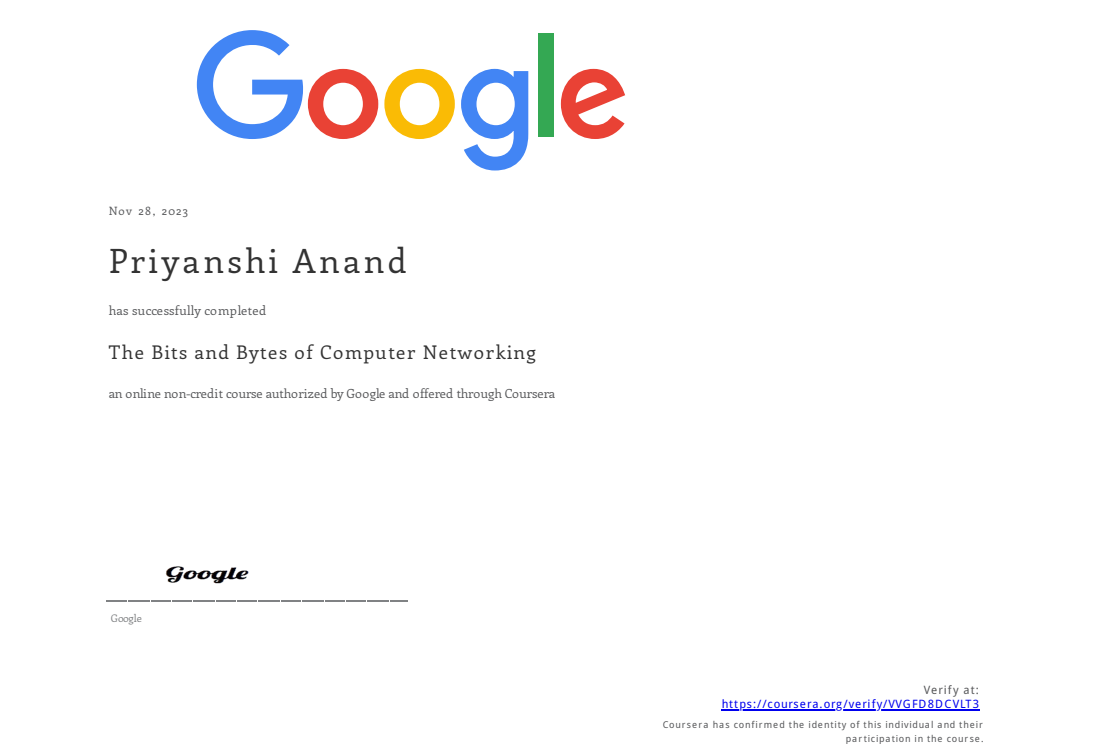 Google
Nov 28, 2023
Priyanshi Anand
has successfully completed
The Bits and Bytes of Computer Networking
an online non-credit course authorized by Google and offered through Coursera
Google
Google
Verify at:
https://coursera.org/verify/VVGFD8DCVLT3
Coursera has confirmed the identity of this individual and their
participation in the course.